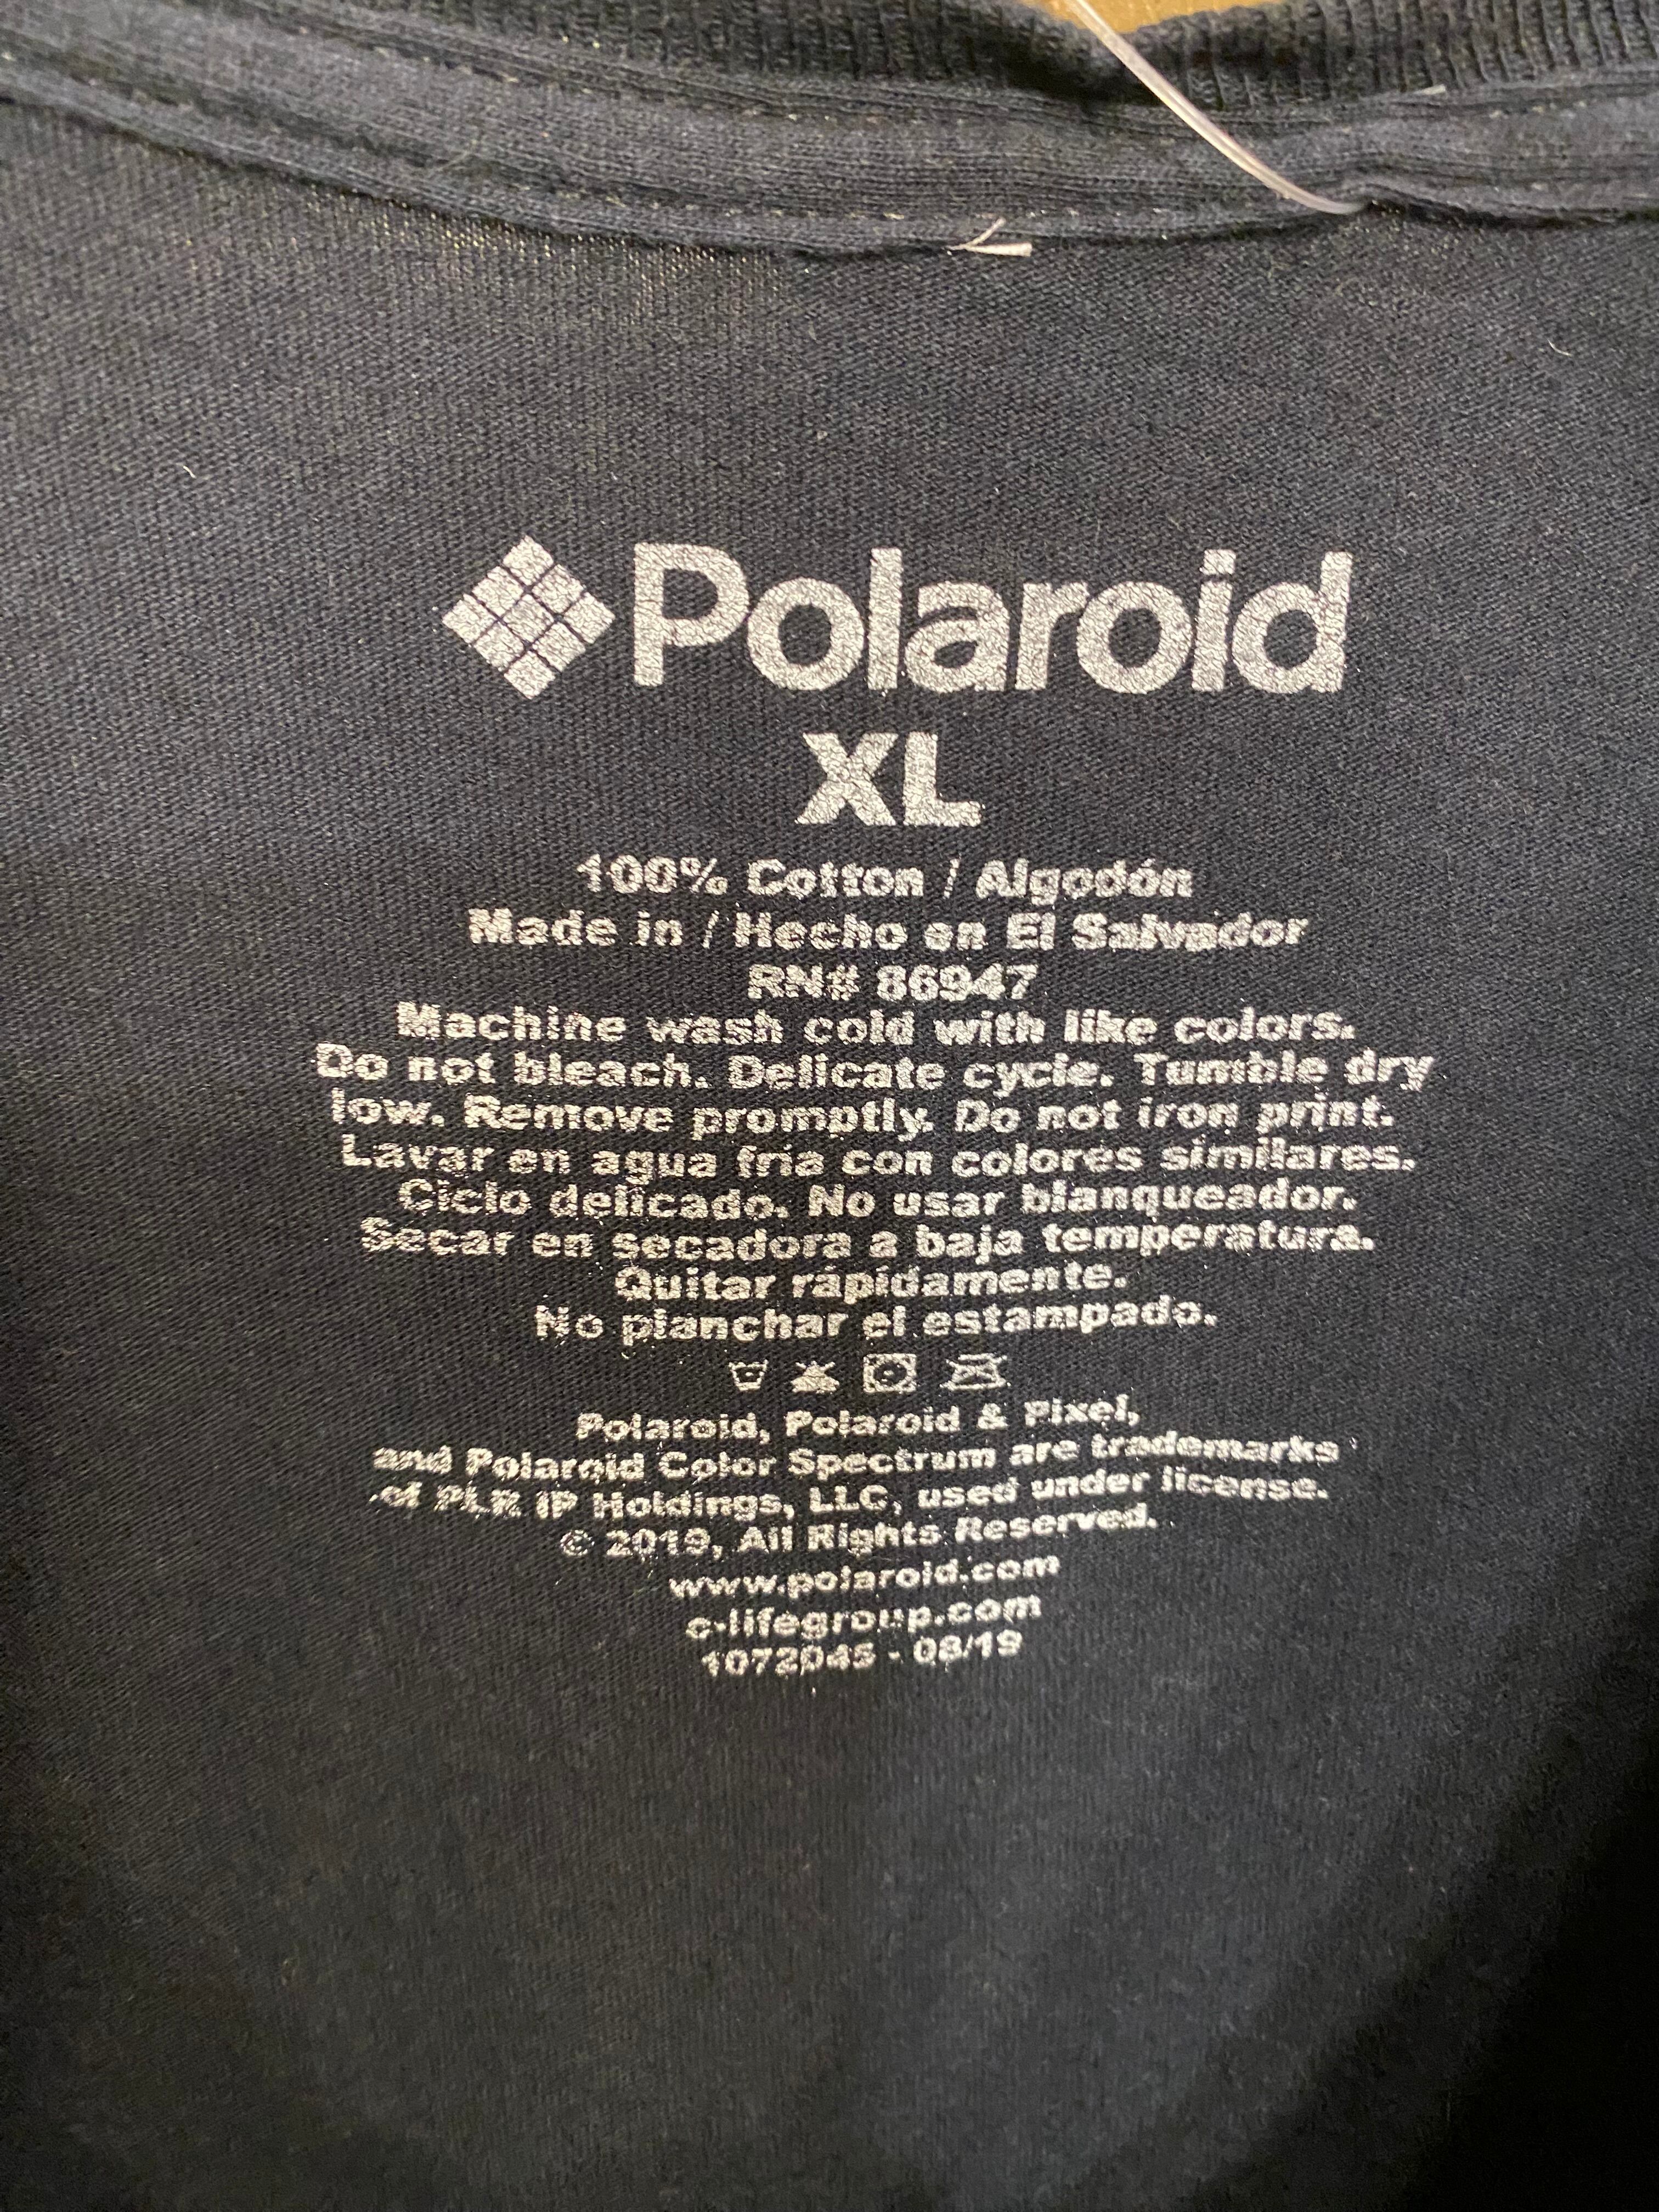 Polaroid
XL
100% Cotton / Algodón
Made in / Hecho en El Salvador
RN# 86947
Machine wash cold with like colors.
Do not bleach. Delicate cycle. Tumble dry
low. Remove promptly. Do not iron print.
Lavar en agua fria con colores similares.
Ciclo delicado. No usar blanqueador.
Secar en secadora a baja temperatura.
Quitar rápidamente.
No planchar el estampado.
Polaroid, Polaroid & Pixel,
and Polaroid Color Spectrum are trademarks
of PLR IP Holdings, LLC, used under license.
© 2019, All Rights Reserved.
www.polaroid.com
c-lifegroup.com
1072045 - 08/19